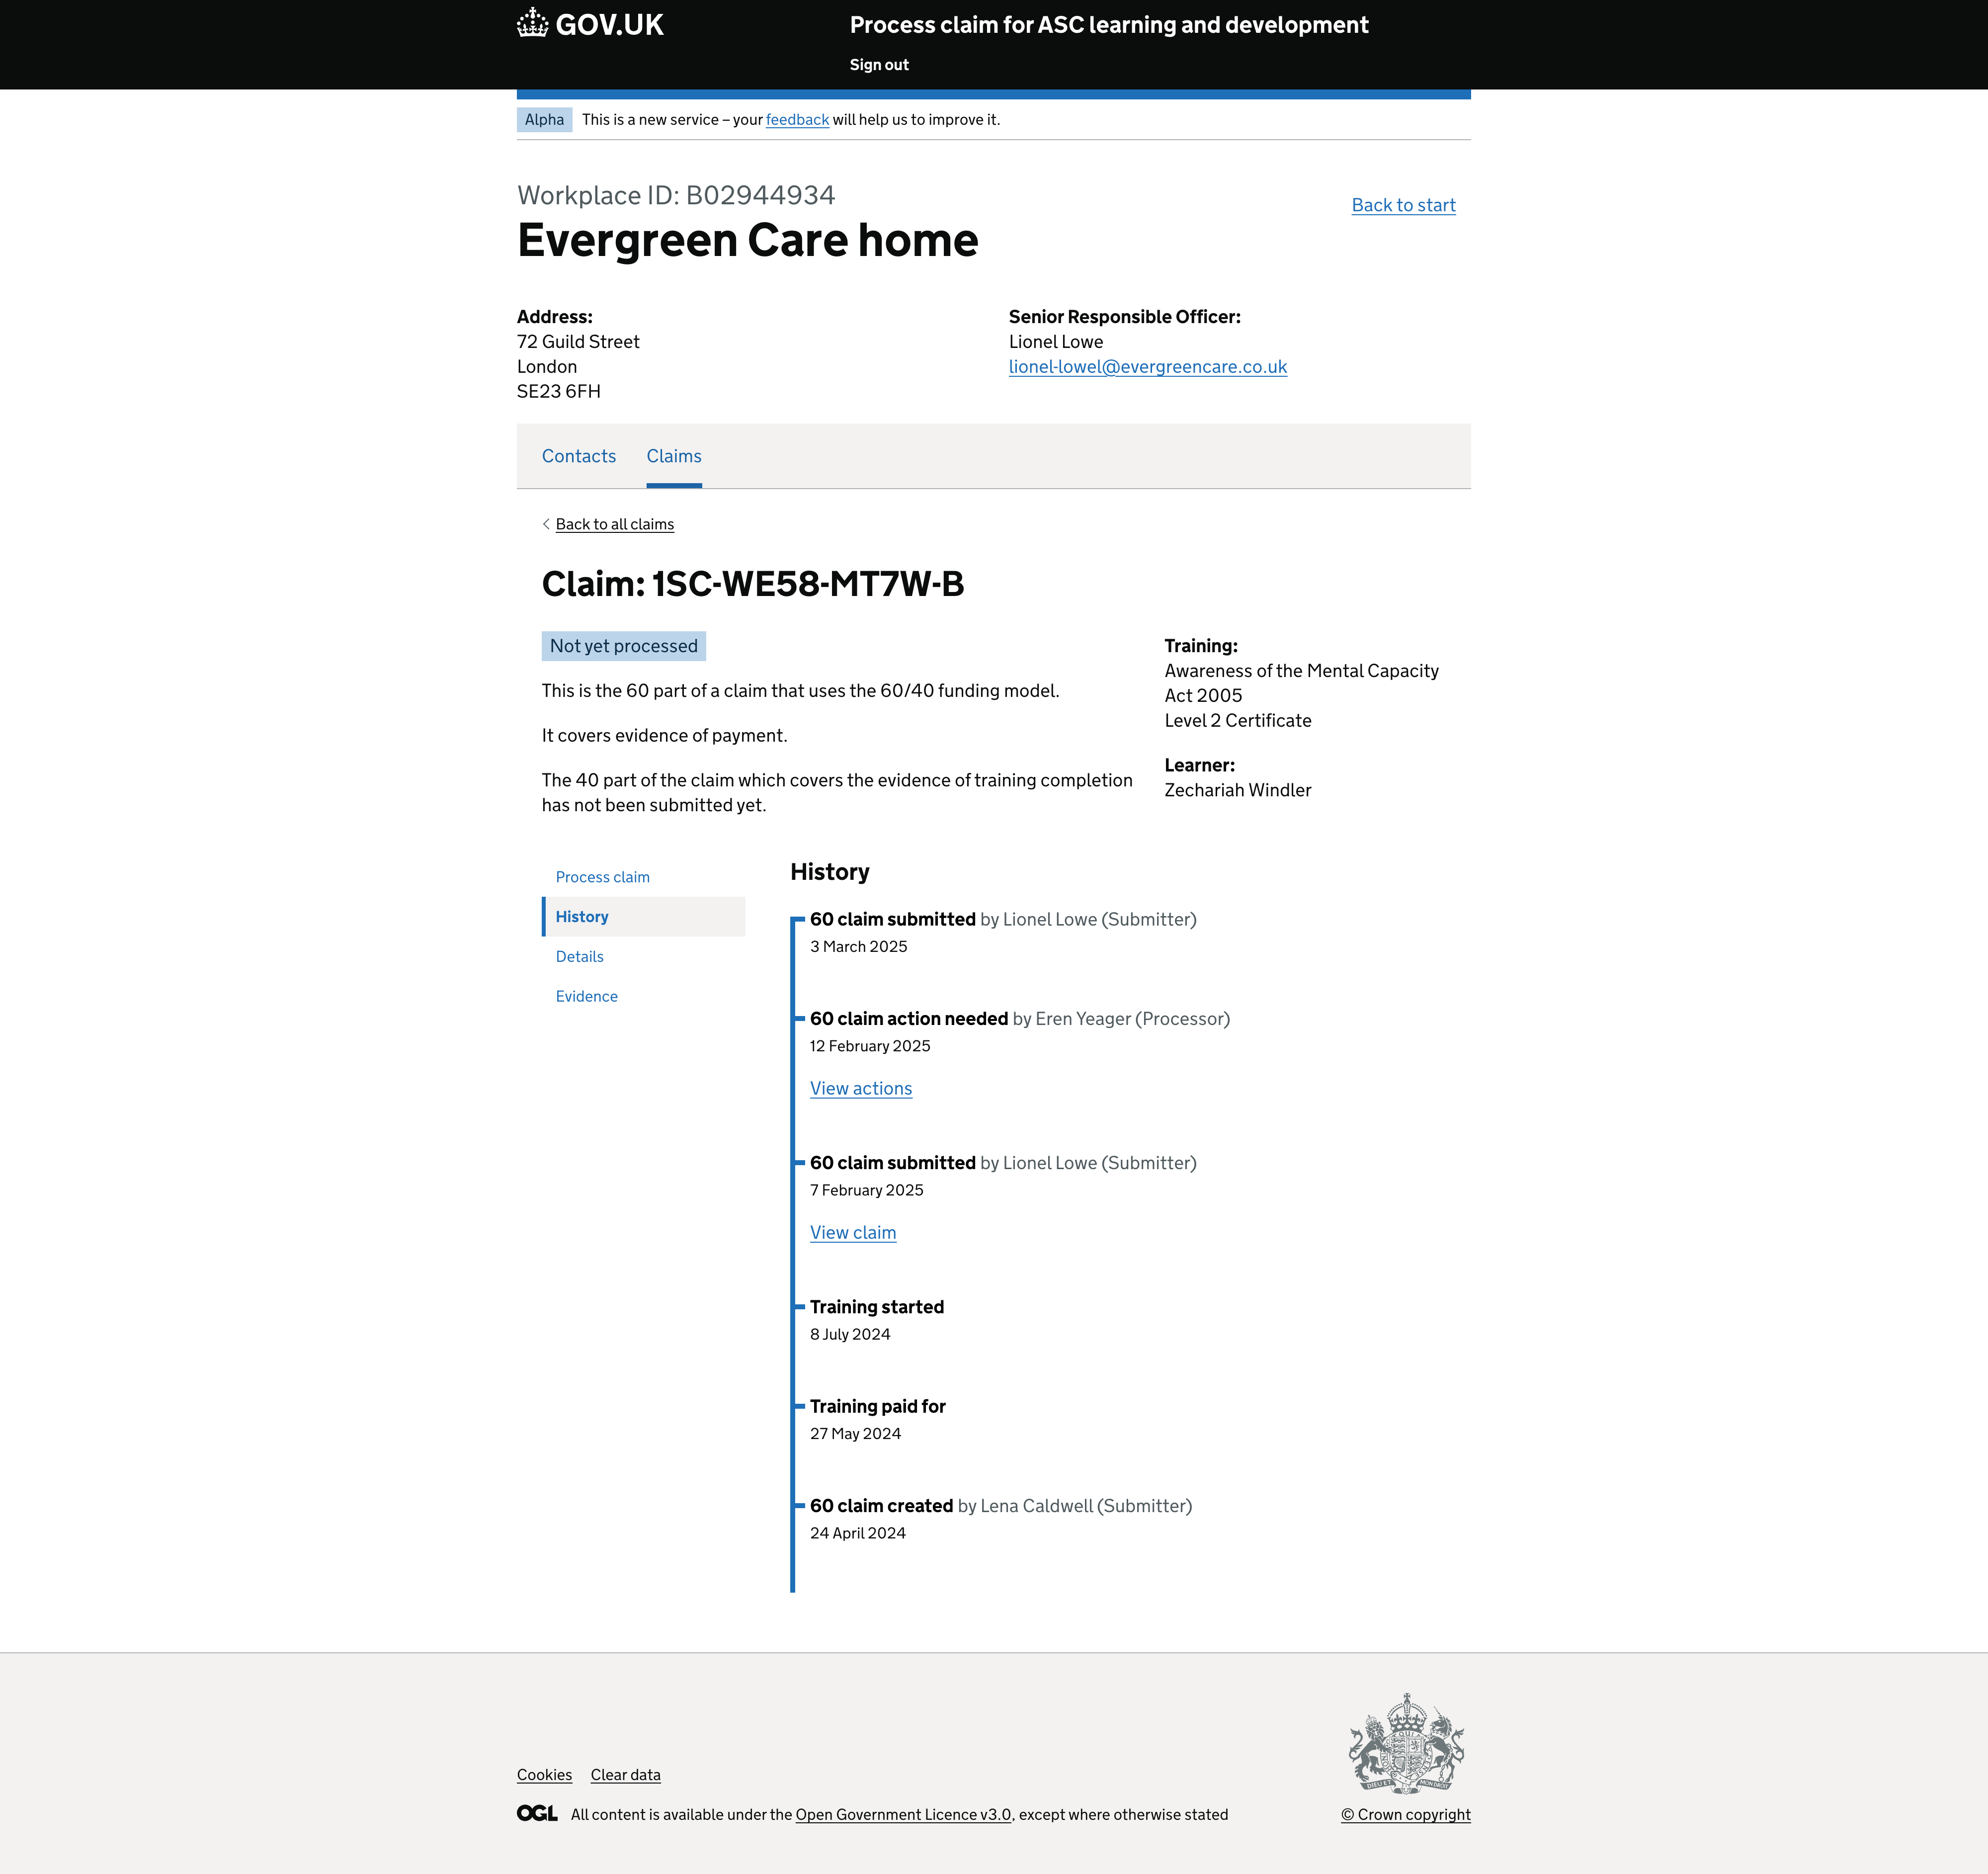 GOV.UK
Process claim for ASC learning and development
Sign out
Alpha
This is a new service – your feedback will help us to improve it.
Workplace ID: B02944934
Back to start
Evergreen Care home
Address:
72 Guild Street
London
SE23 6FH
Senior Responsible Officer:
Lionel Lowe
lionel-lowel@evergreencare.co.uk
Contacts
Claims
Back to all claims
Claim: 1SC-WE58-MT7W-B
Not yet processed
This is the 60 part of a claim that uses the 60/40 funding model.
It covers evidence of payment.
The 40 part of the claim which covers the evidence of training completion
has not been submitted yet.
Training:
Awareness of the Mental Capacity
Act 2005
Level 2 Certificate
Learner:
Zechariah Windler
Process claim
History
Details
Evidence
History
60 claim submitted by Lionel Lowe (Submitter)
3 March 2025
60 claim action needed by Eren Yeager (Processor)
12 February 2025
View actions
60 claim submitted by Lionel Lowe (Submitter)
7 February 2025
View claim
Training started
8 July 2024
Training paid for
27 May 2024
60 claim created by Lena Caldwell (Submitter)
24 April 2024
Cookies
Clear data
OGL
All content is available under the Open Government Licence v3.0, except where otherwise stated
DIEU ET MON DROIT
© Crown copyright